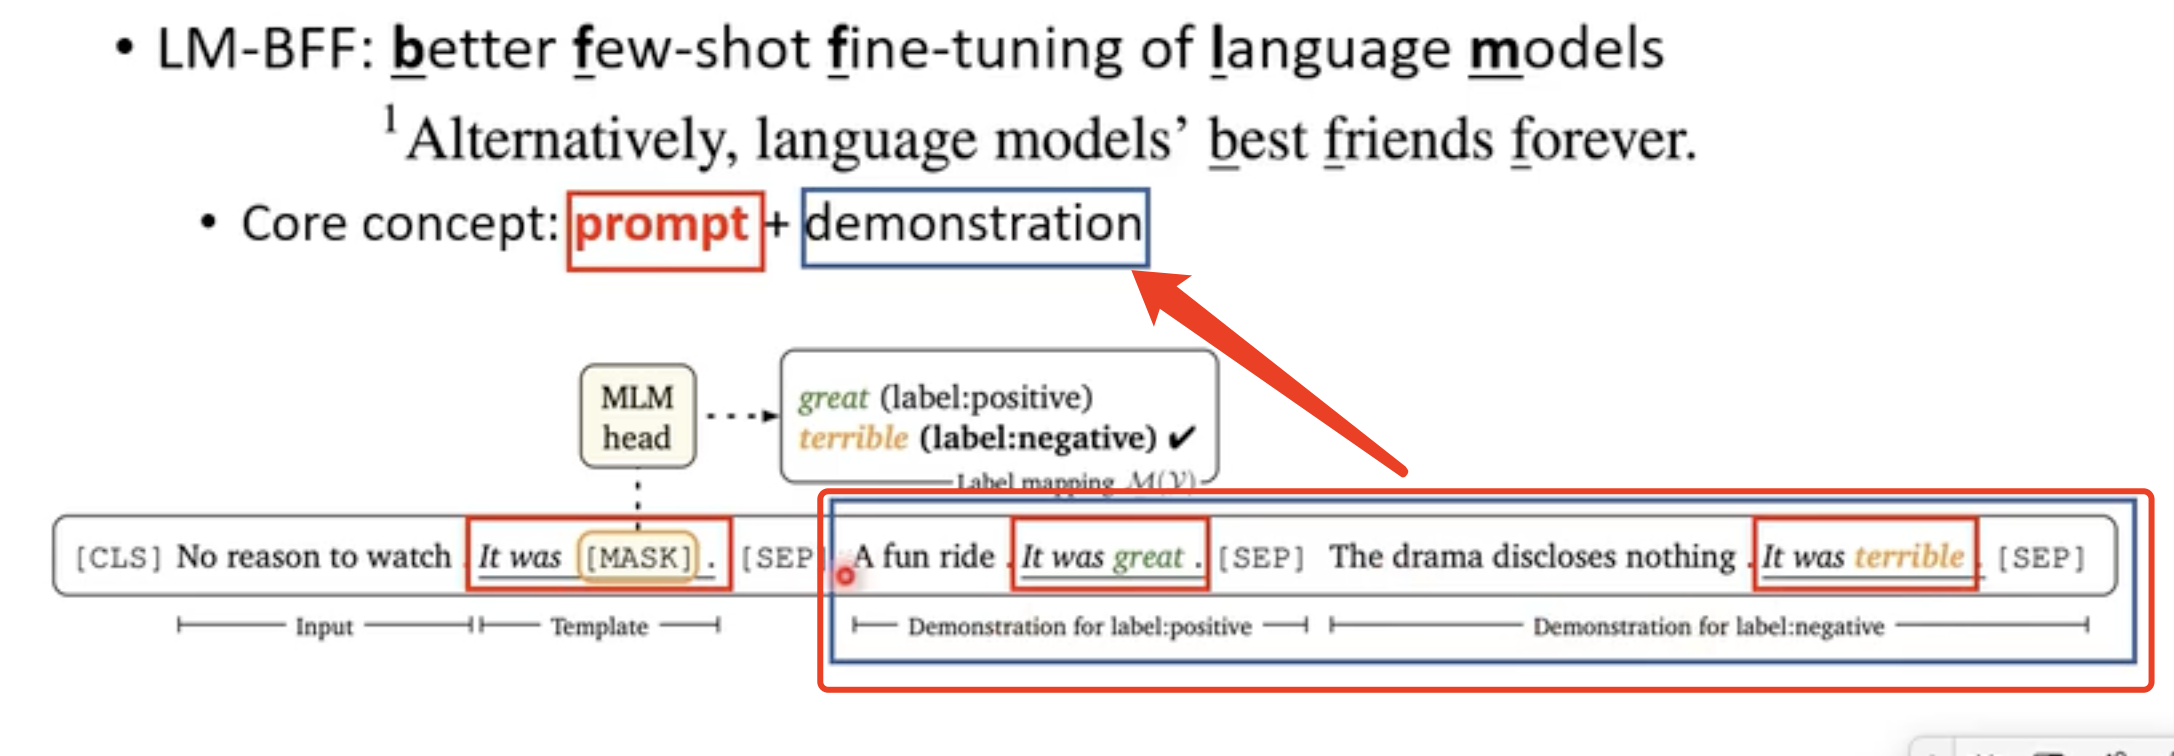 • LM-BFF: better few-shot fine-tuning of language models
1 Alternatively, language models’ best friends forever.
• Core concept: prompt + demonstration
MLM head
great (label:positive)
terrible (label:negative) ✔
Label mapping M(Y)
[CLS] No reason to watch . It was [MASK] . [SEP] A fun ride . It was great . [SEP] The drama discloses nothing . It was terrible . [SEP]
Input Template Demonstration for label:positive Demonstration for label:negative